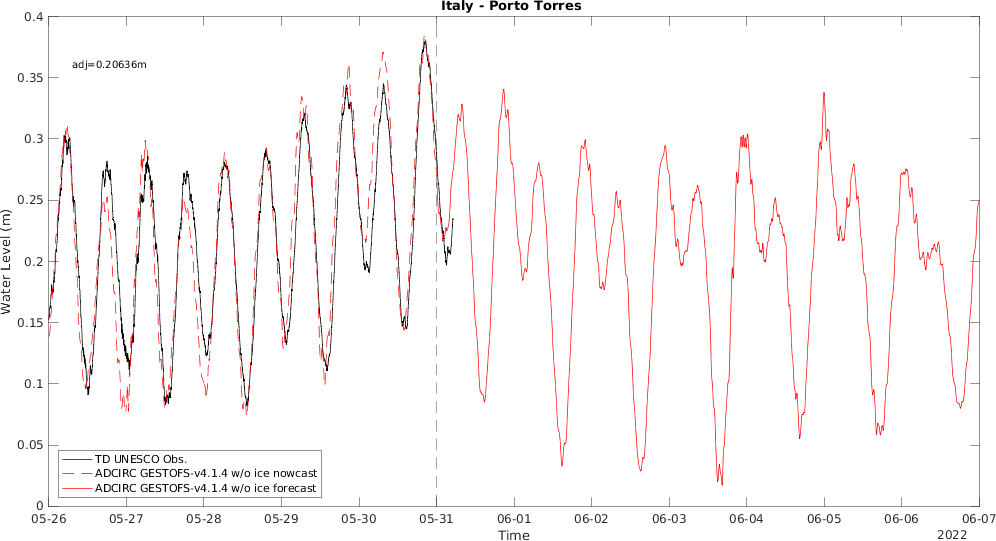 Italy - Porto Torres
adj=0.20636m
0.4
0.35
0.3
0.25
0.2
0.15
0.1
0.05
0
Water Level (m)
TD UNESCO Obs.
ADCIRC GESTOFS-v4.1.4 w/o ice nowcast
ADCIRC GESTOFS-v4.1.4 w/o ice forecast
05-26 05-27 05-28 05-29 05-30 05-31 06-01 06-02 06-03 06-04 06-05 06-06 06-07
Time
2022